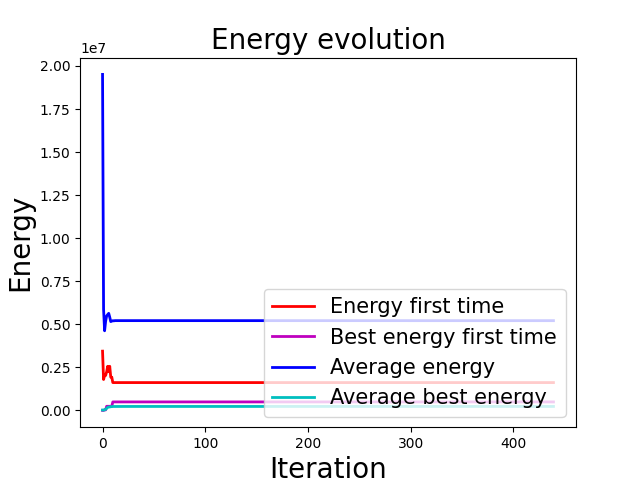 Energy evolution
1e7
2.00
1.75
1.50
1.25
1.00
0.75
0.50
0.25
0.00
Energy
Energy first time
Best energy first time
Average energy
Average best energy
0 100 200 300 400
Iteration